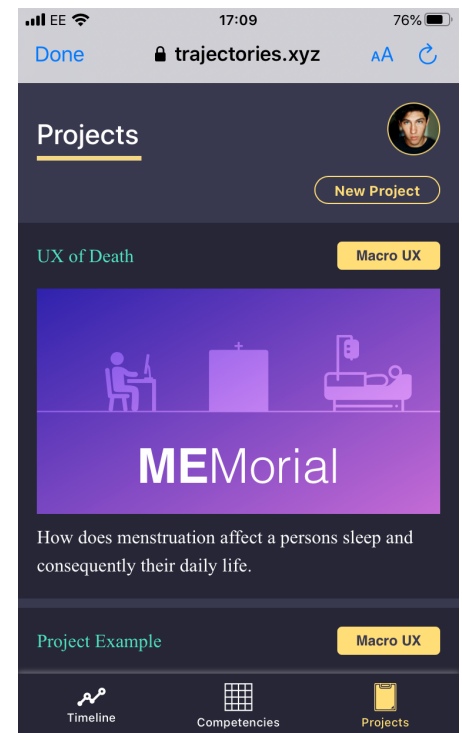 EE 17:09 76%
Done trajectories.xyz AA
Projects
New Project
UX of Death Macro UX
MEMorial
How does menstruation affect a persons sleep and
consequently their daily life.
Project Example Macro UX
Timeline Competencies Projects